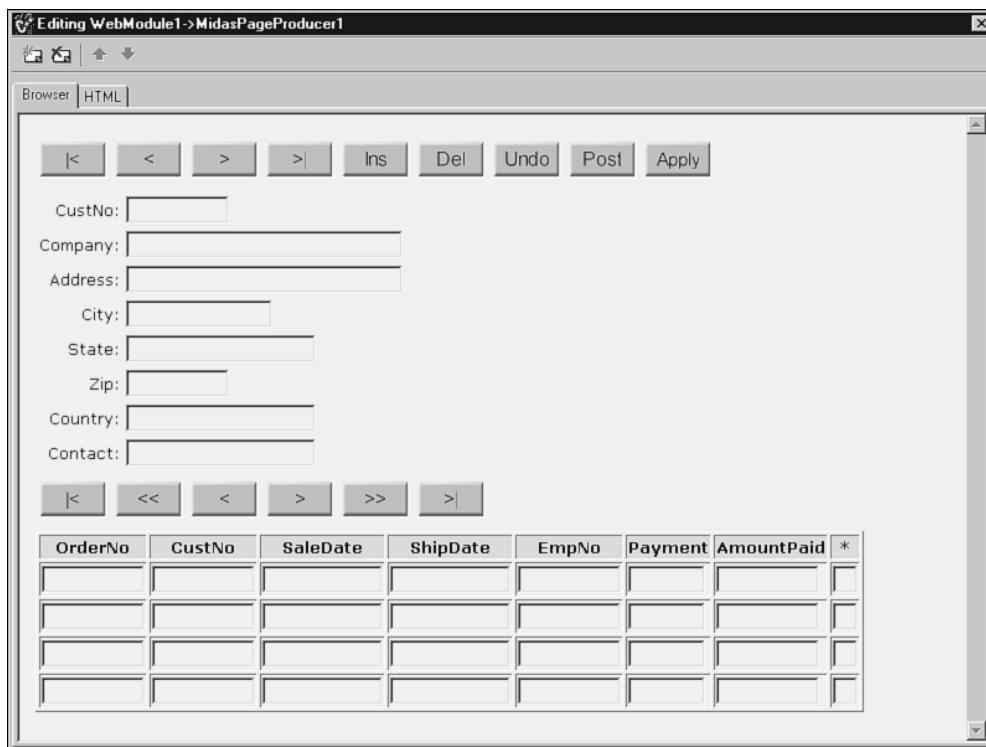 Editing WebModule1->MidasPageProducer1
Browser HTML
|< < > >| Ins Del Undo Post Apply
CustNo:
Company:
Address:
City:
State:
Zip:
Country:
Contact:
|< << < > >> >|
OrderNo CustNo SaleDate ShipDate EmpNo Payment AmountPaid *